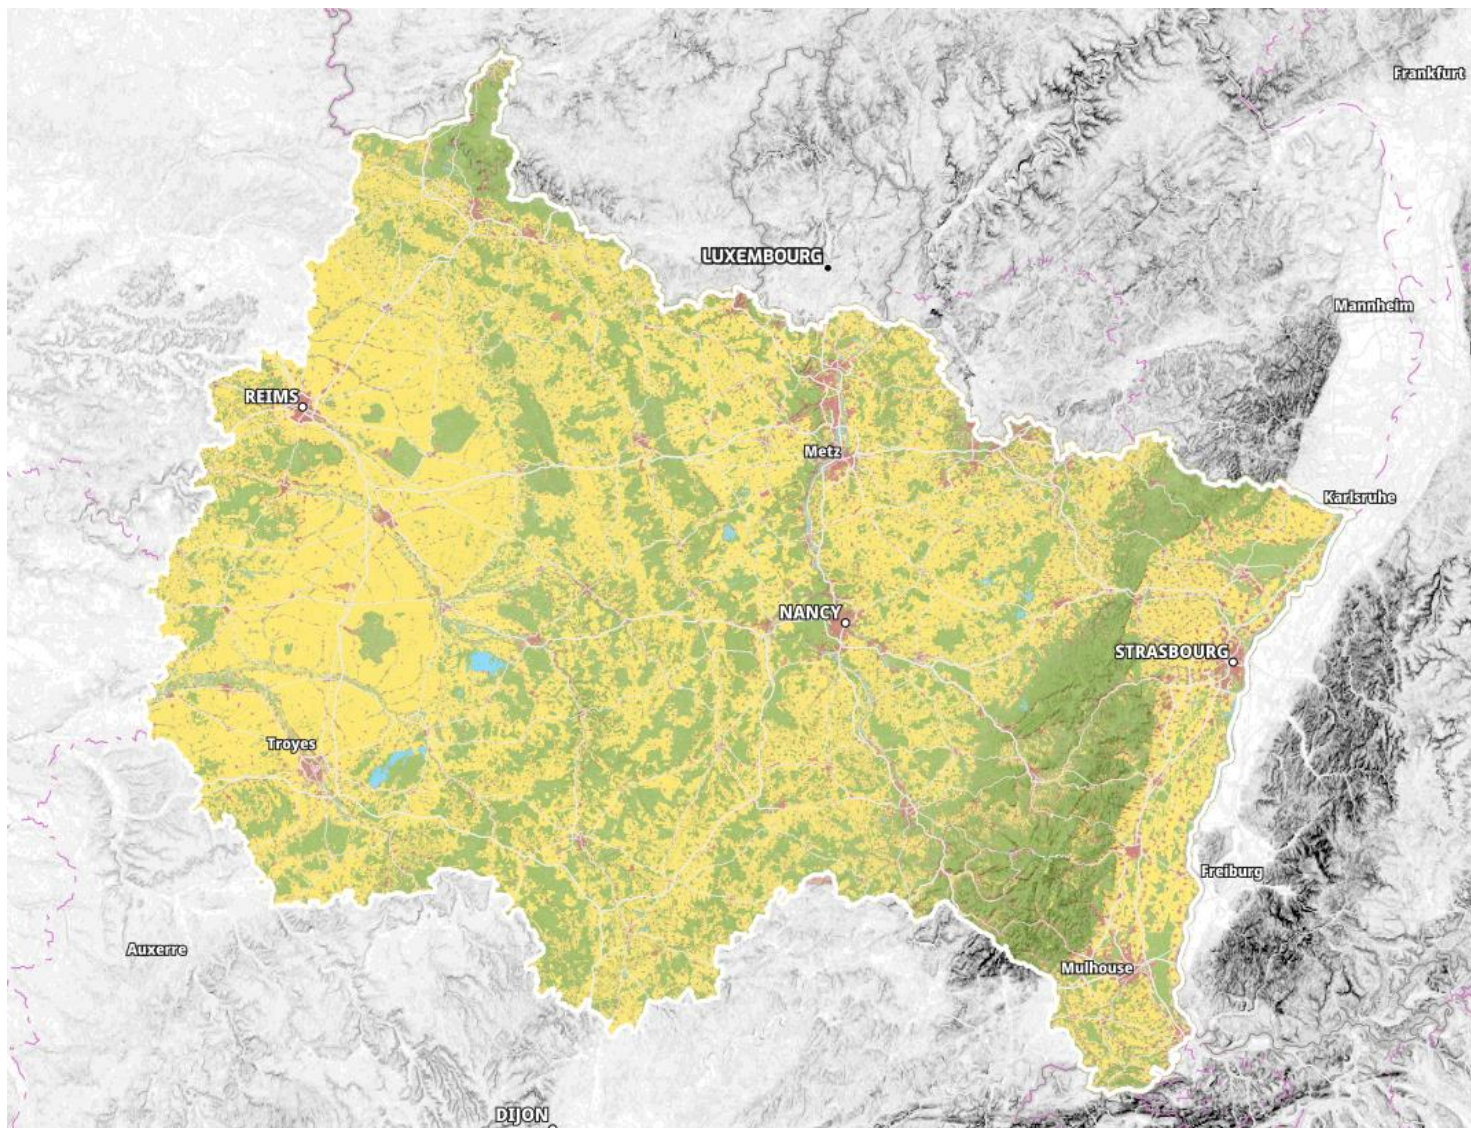 Frankfurt
LUXEMBOURG
Mannheim
REIMS
Metz
Karlsruhe
NANCY
STRASBOURG
Troyes
Freiburg
Auxerre
Mulhouse
DIJON